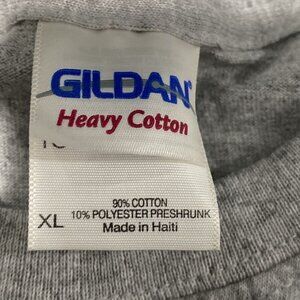 GILDAN
Heavy Cotton
90% COTTON
10% POLYESTER PRESHRUNK
XL
Made in Haiti